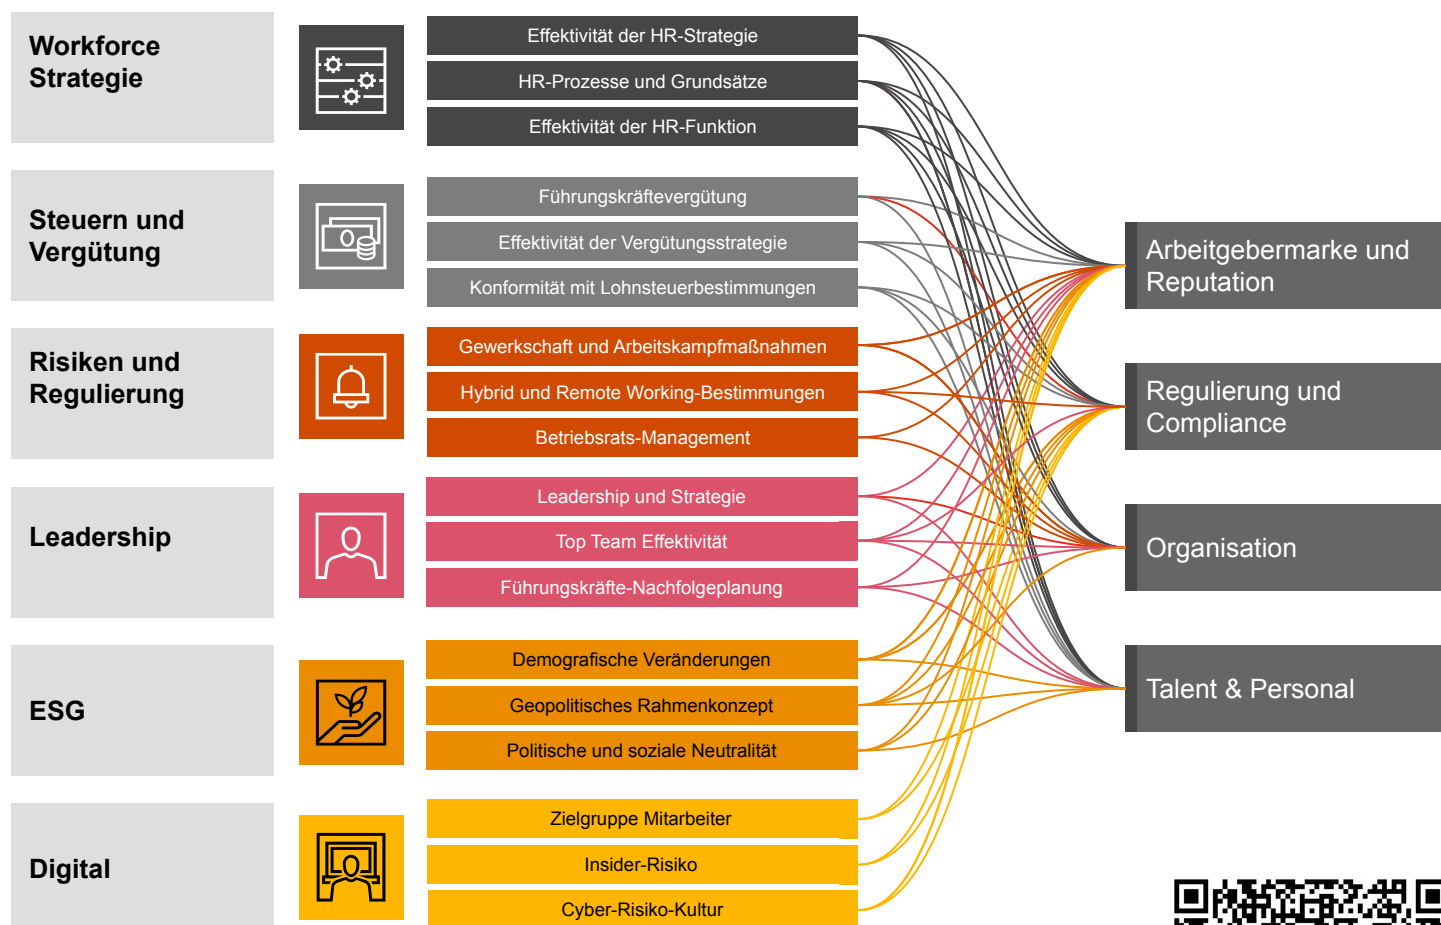 Workforce
Strategie
Effektivität der HR-Strategie
HR-Prozesse und Grundsätze
Effektivität der HR-Funktion
Steuern und
Vergütung
Führungskräftevergütung
Effektivität der Vergütungsstrategie
Konformität mit Lohnsteuerbestimmungen
Risiken und
Regulierung
Gewerkschaft und Arbeitskampfmaßnahmen
Hybrid und Remote Working-Bestimmungen
Betriebsrats-Management
Leadership
Leadership und Strategie
Top Team Effektivität
Führungskräfte-Nachfolgeplanung
ESG
Demografische Veränderungen
Geopolitisches Rahmenkonzept
Politische und soziale Neutralität
Digital
Zielgruppe Mitarbeiter
Insider-Risiko
Cyber-Risiko-Kultur
Arbeitgebermarke und
Reputation
Regulierung und
Compliance
Organisation
Talent & Personal